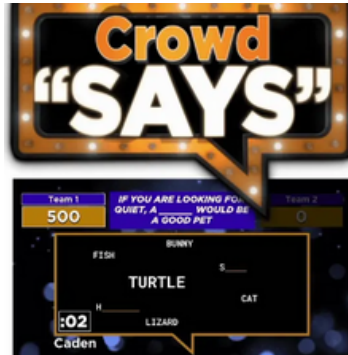 Crowd
“SAYS”
Team 1
500
IF YOU ARE LOOKING FOR
QUIET, A ______ WOULD BE
A GOOD PET
Team 2
0
BUNNY
FISH
S____
TURTLE
CAT
H______
LIZARD
:02
Caden